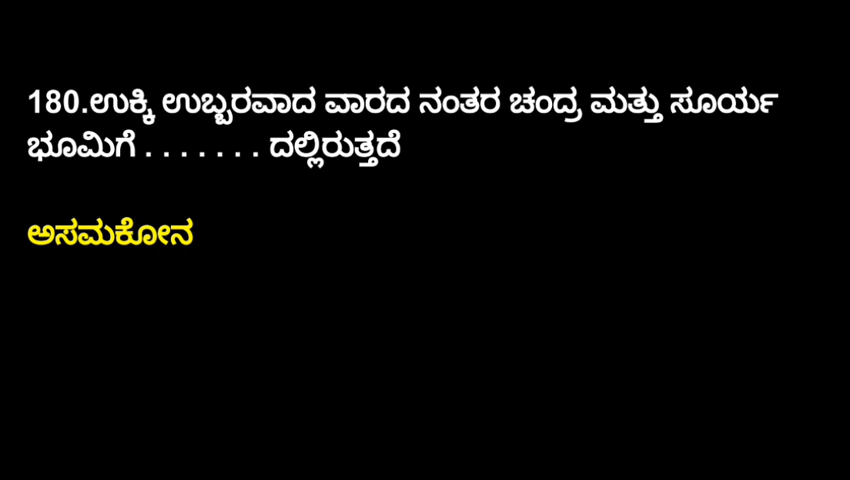 180.ಉಕ್ಕಿ ಉಬ್ಬರವಾದ ವಾರದ ನಂತರ ಚಂದ್ರ ಮತ್ತು ಸೂರ್ಯ
ಭೂಮಿಗೆ . . . . . . . ದಲ್ಲಿರುತ್ತದೆ
ಅಸಮಕೋನ